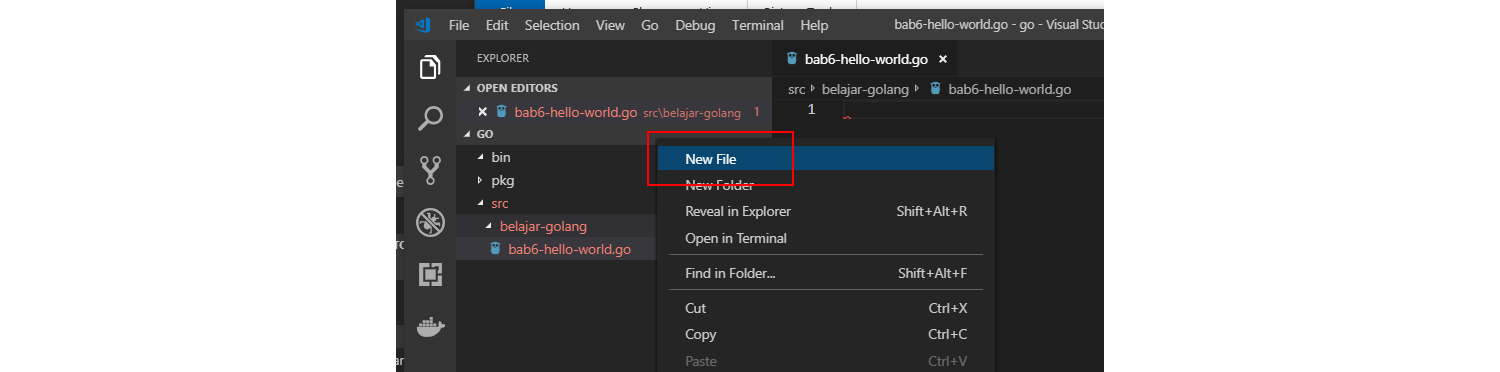 File Edit Selection View Go Debug Terminal Help bab6-hello-world.go - go - Visual Stud
EXPLORER
OPEN EDITORS
bab6-hello-world.go src\belajar-golang 1
GO
bin
pkg
src
belajar-golang
bab6-hello-world.go
bab6-hello-world.go
src belajar-golang bab6-hello-world.go
1
New File
New Folder
Reveal in Explorer Shift+Alt+R
Open in Terminal
Find in Folder... Shift+Alt+F
Cut Ctrl+X
Copy Ctrl+C
Paste Ctrl+V